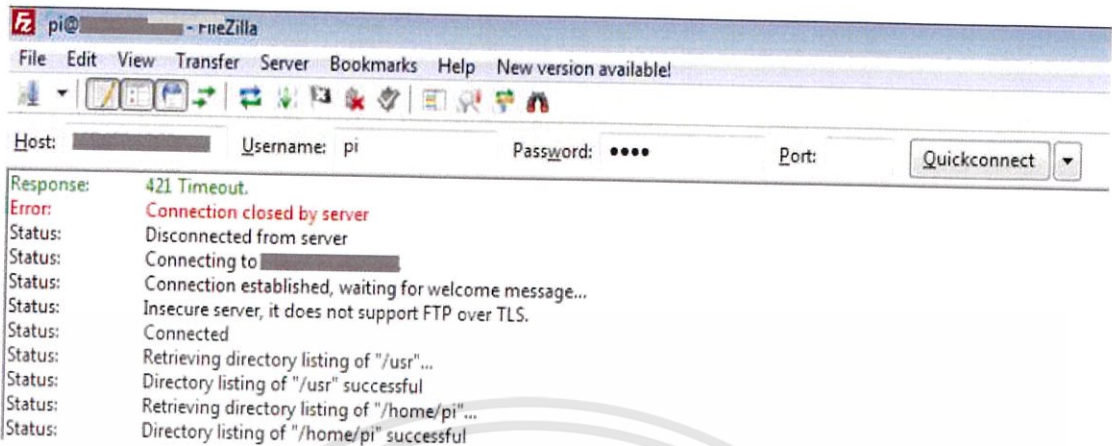 pi@ - FileZilla
File Edit View Transfer Server Bookmarks Help New version available!
Host: Username: pi Password: •••• Port: Quickconnect
Response: 421 Timeout.
Error: Connection closed by server
Status: Disconnected from server
Status: Connecting to
Status: Connection established, waiting for welcome message...
Status: Insecure server, it does not support FTP over TLS.
Status: Connected
Status: Retrieving directory listing of "/usr"...
Status: Directory listing of "/usr" successful
Status: Retrieving directory listing of "/home/pi"...
Status: Directory listing of "/home/pi" successful